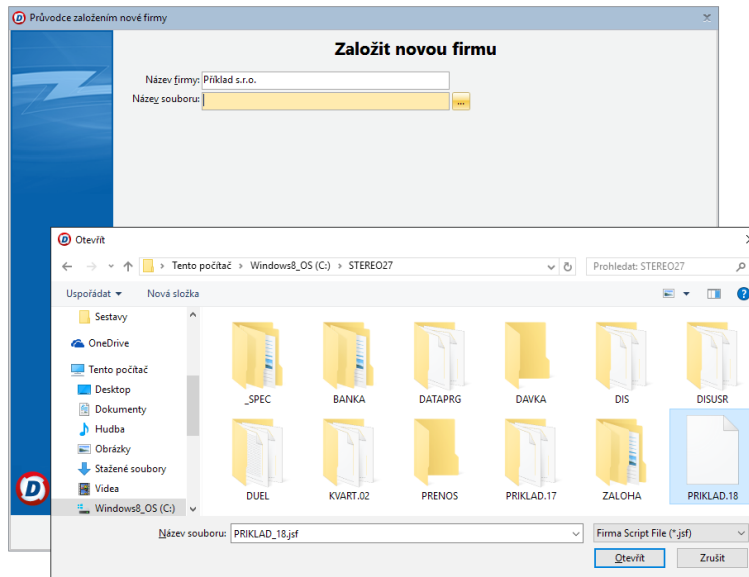 Průvodce založením nové firmy
Založit novou firmu
Název firmy: Příklad s.r.o.
Název souboru:
...
Otevřít
Tento počítač › Windows8_OS (C:) › STEREO27
Prohledat: STEREO27
Uspořádat Nová složka
Sestavy
OneDrive
Tento počítač
Desktop
Dokumenty
Hudba
Obrázky
Stažené soubory
Videa
Windows8_OS (C:)
_SPEC BANKA DATAPRG DAVKA DIS DISUSR
DUEL KVART.02 PRENOS PRIKLAD.17 ZALOHA PRIKLAD.18
Název souboru: PRIKLAD_18.jsf Firma Script File (*.jsf)
Otevřít Zrušit